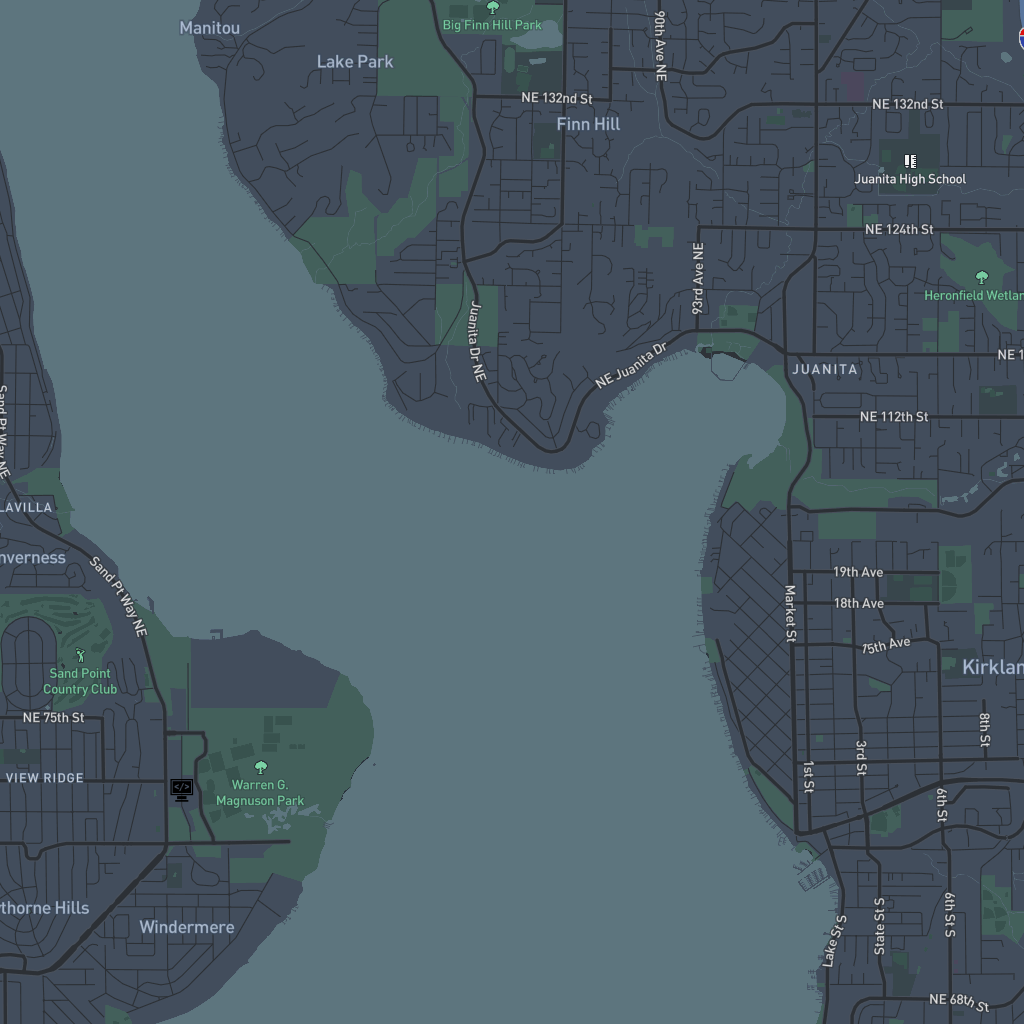 Manitou
Big Finn Hill Park
90th Ave NE
Lake Park
NE 132nd St
NE 132nd St
Finn Hill
Juanita High School
NE 124th St
93rd Ave NE
Heronfield Wetlan
Juanita Dr NE
NE Juanita Dr
NE 1
JUANITA
Sand Pt Way NE
NE 112th St
LAVILLA
nverness
Sand Pt Way NE
19th Ave
Market St
18th Ave
15th Ave
Sand Point
Country Club
Kirklan
NE 75th St
8th St
3rd St
VIEW RIDGE
1st St
Warren G.
Magnuson Park
</>
6th St
thorne Hills
Windermere
6th St S
State St S
Lake St S
NE 68th St